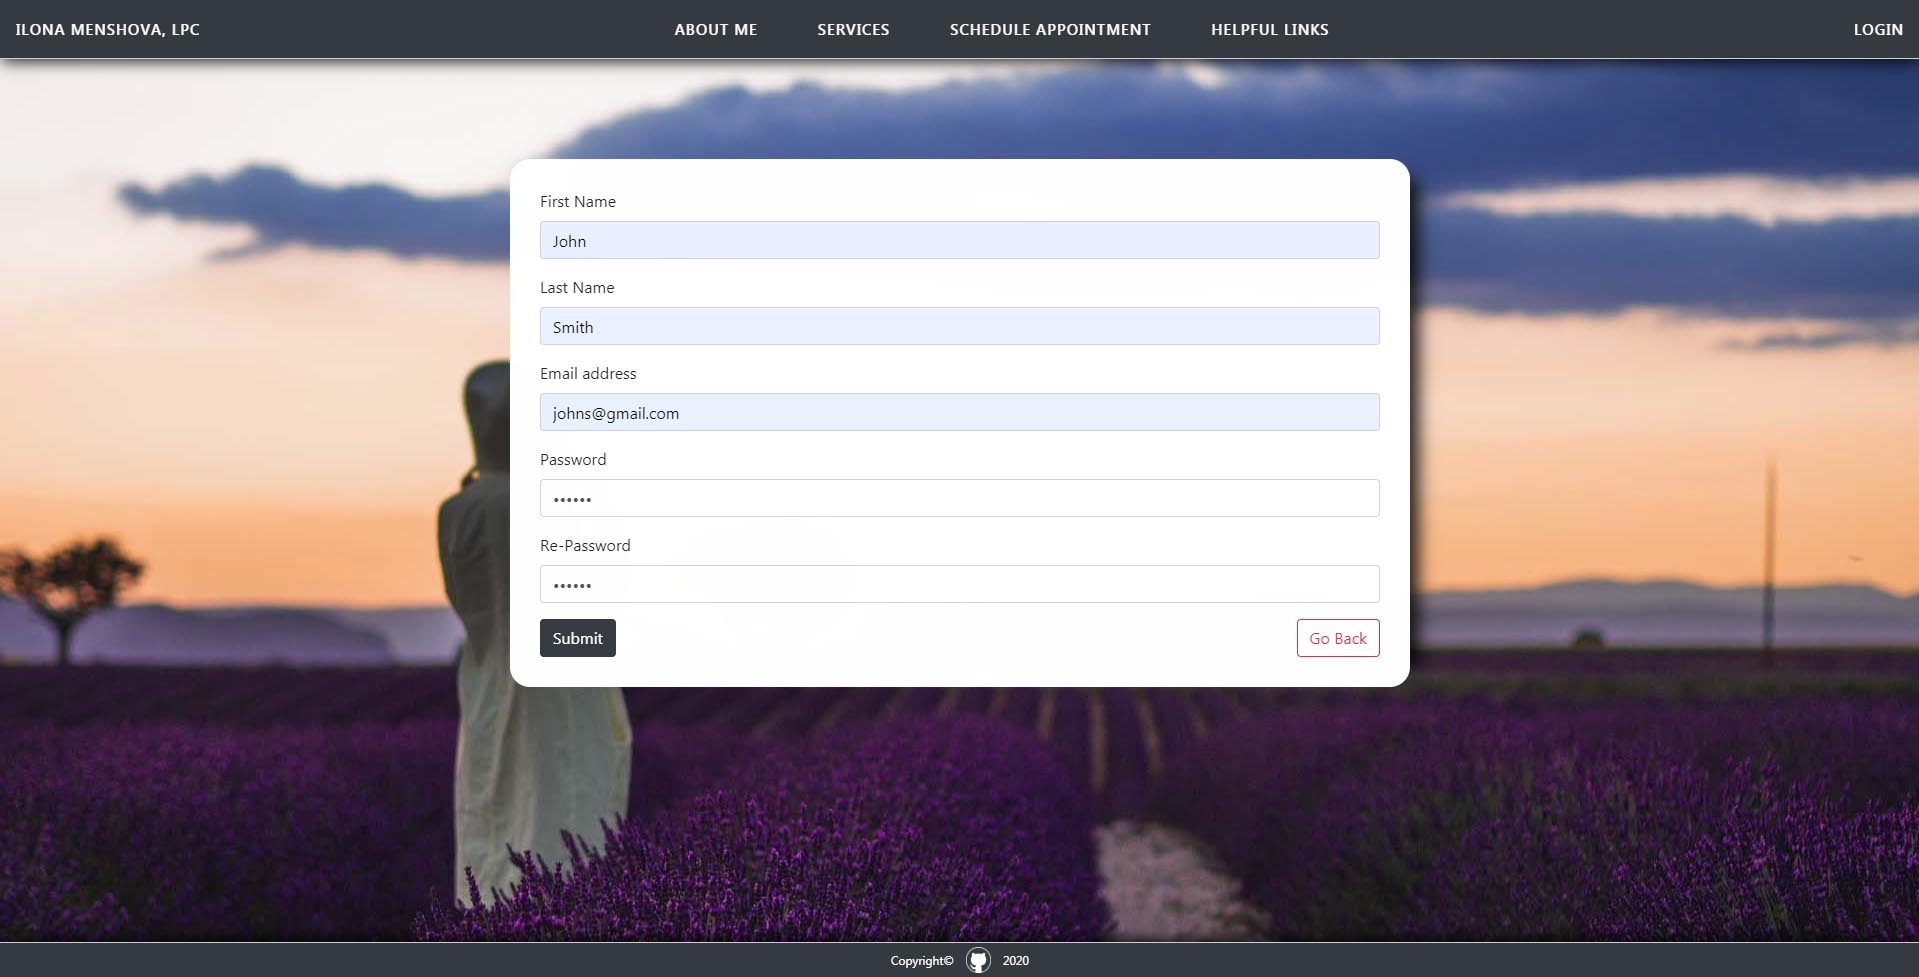 ILONA MENSHOVA, LPC ABOUT ME SERVICES SCHEDULE APPOINTMENT HELPFUL LINKS LOGIN
First Name
John
Last Name
Smith
Email address
johns@gmail.com
Password
••••••
Re-Password
••••••
Submit Go Back
Copyright© 2020